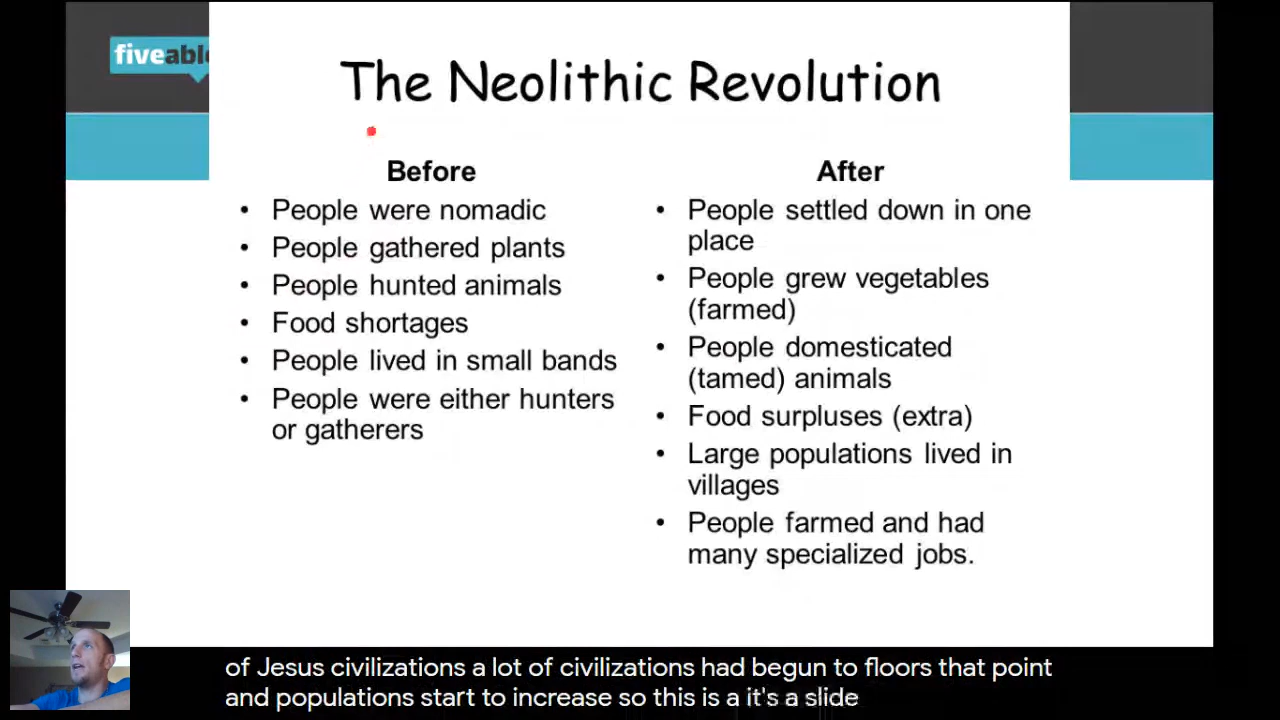 fiveable
The Neolithic Revolution
Before
• People were nomadic
• People gathered plants
• People hunted animals
• Food shortages
• People lived in small bands
• People were either hunters
or gatherers
After
• People settled down in one
place
• People grew vegetables
(farmed)
• People domesticated
(tamed) animals
• Food surpluses (extra)
• Large populations lived in
villages
• People farmed and had
many specialized jobs.
of Jesus civilizations a lot of civilizations had begun to floors that point
and populations start to increase so this is a it's a slide